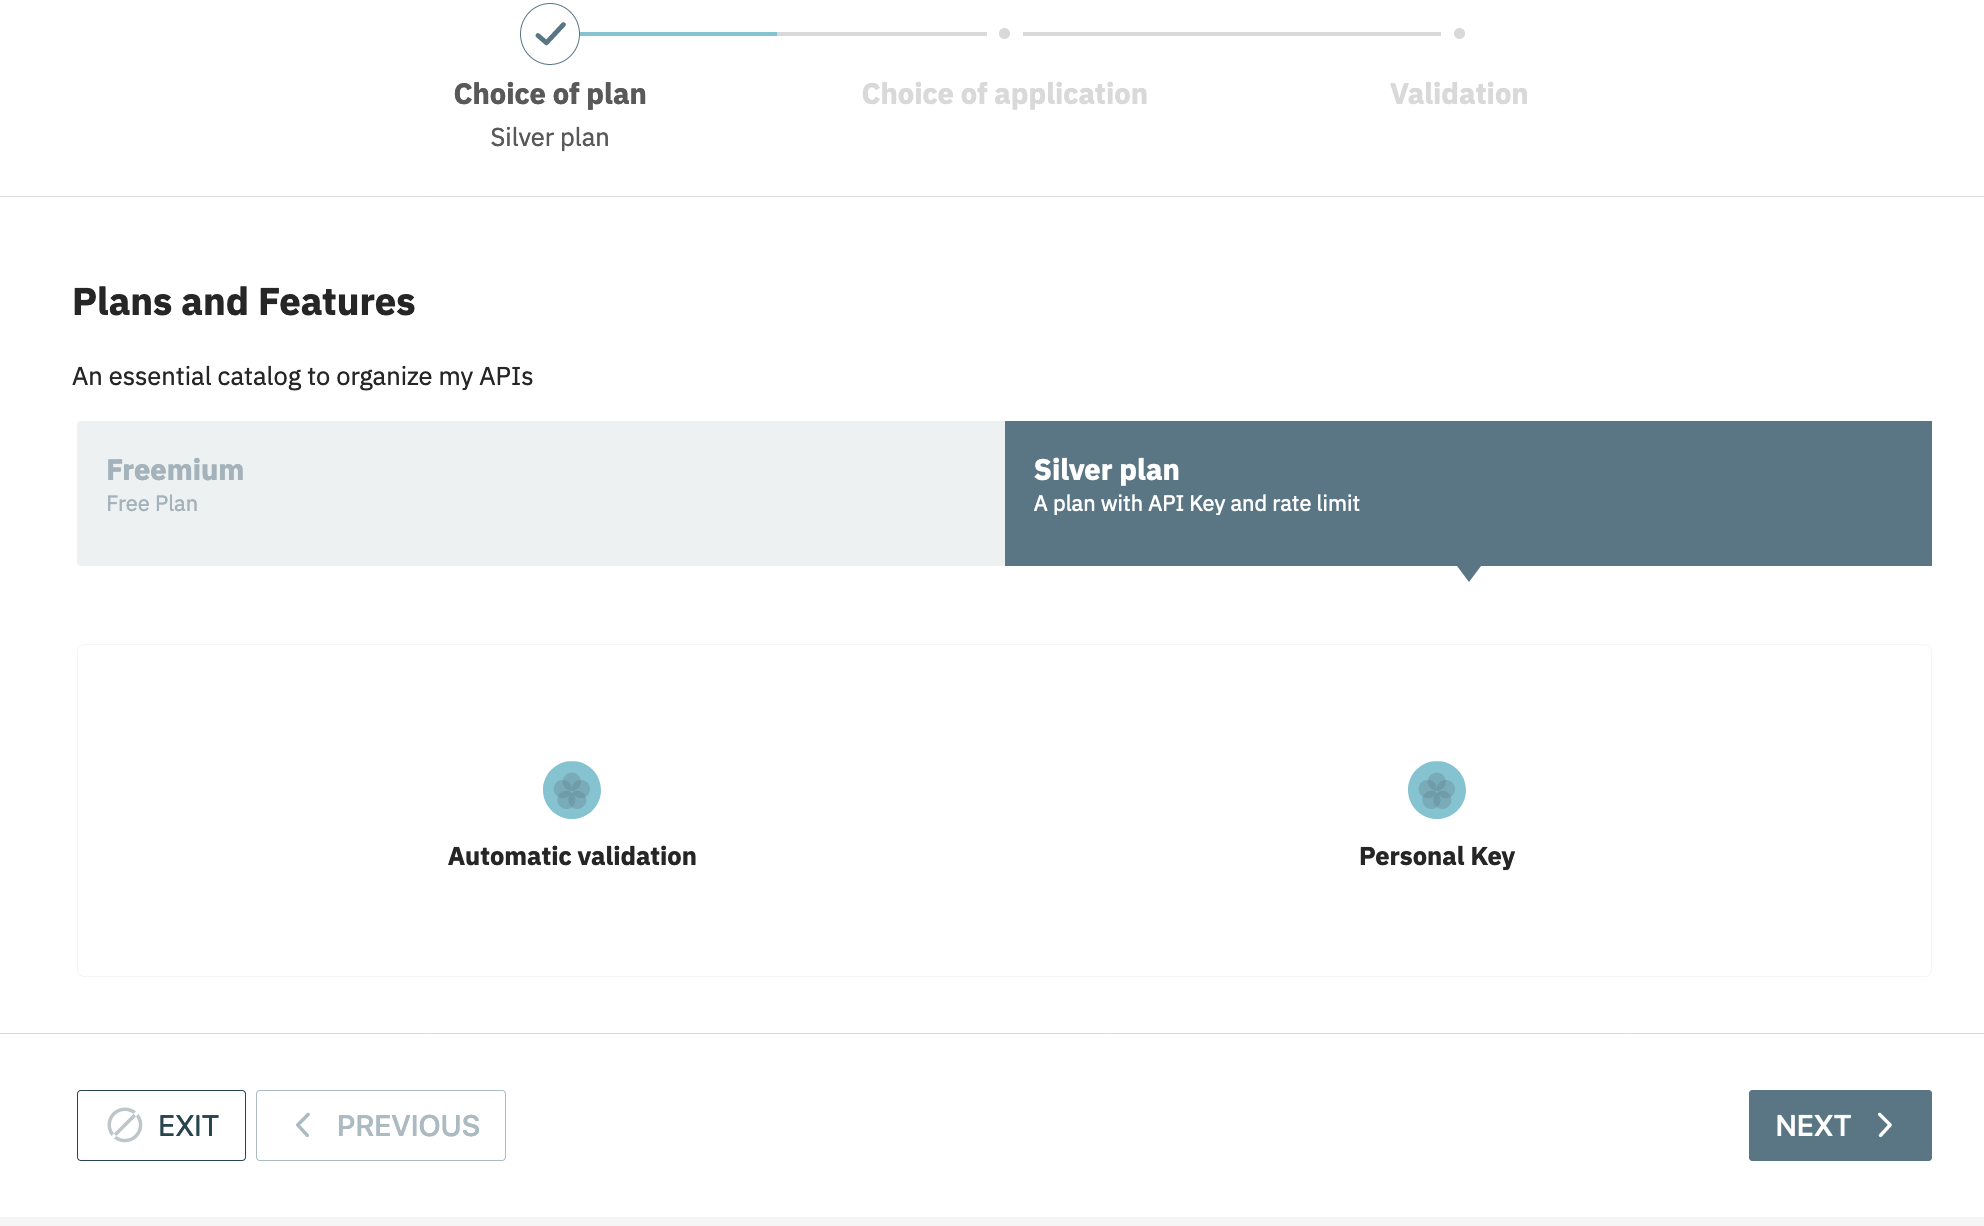 Choice of plan
Choice of application
Validation
Silver plan
Plans and Features
An essential catalog to organize my APIs
Freemium
Free Plan
Silver plan
A plan with API Key and rate limit
Automatic validation
Personal Key
EXIT
PREVIOUS
NEXT